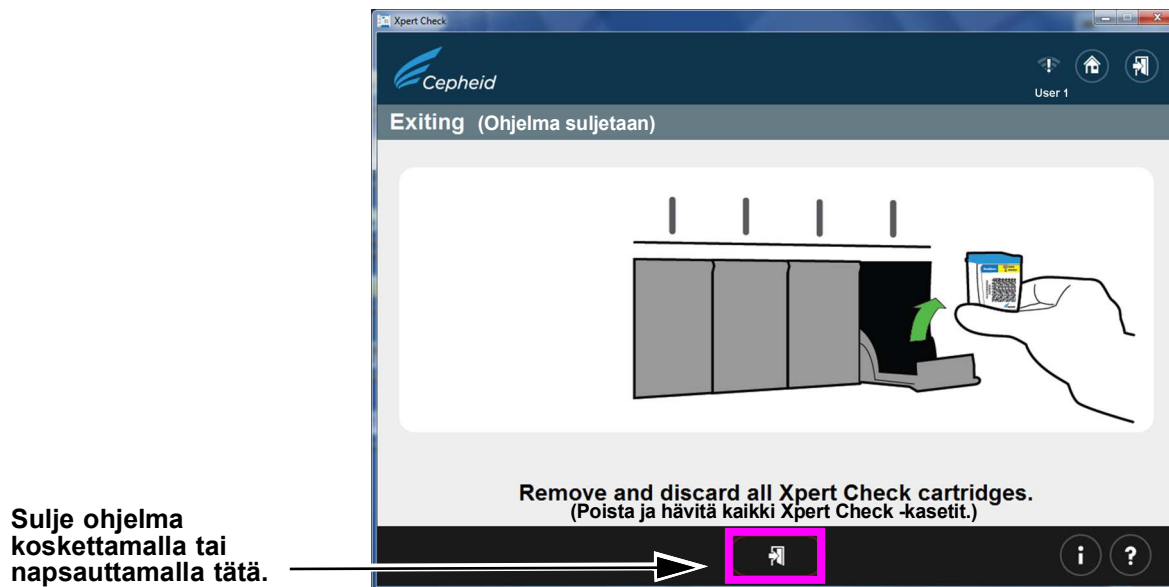 Xpert Check
Cepheid
User 1
Exiting (Ohjelma suljetaan)
Remove and discard all Xpert Check cartridges.
(Poista ja hävitä kaikki Xpert Check -kasetit.)
Sulje ohjelma
koskettamalla tai
napsauttamalla tätä.
i ?